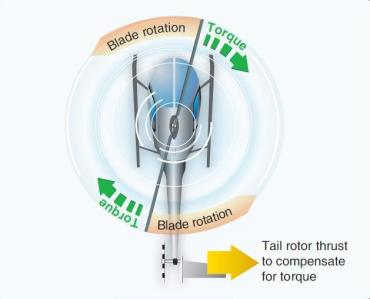 Blade rotation
Torque
Torque
Blade rotation
Tail rotor thrust
to compensate
for torque